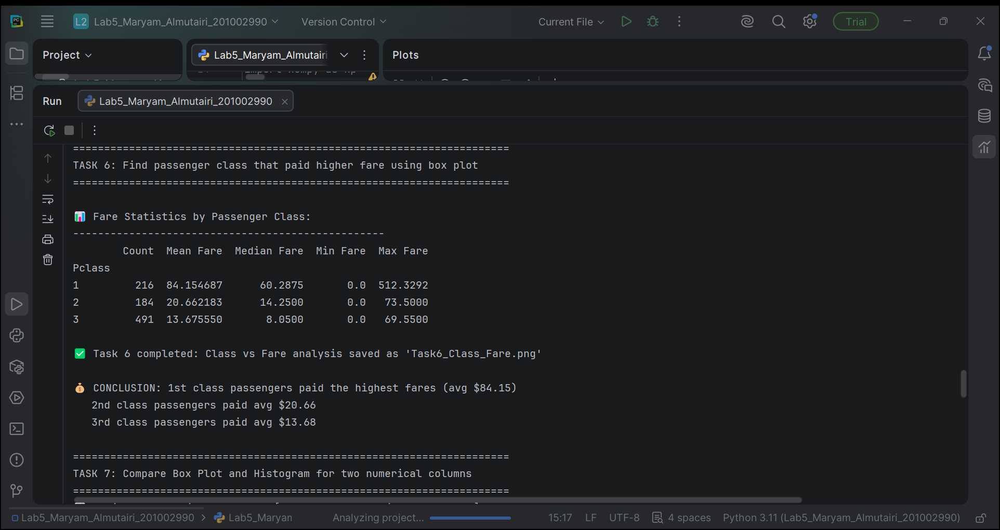 PC
L2 Lab5_Maryam_Almutairi_201002990 Version Control Current File Trial
Project Lab5_Maryam_Almutairi Plots
Run Lab5_Maryam_Almutairi_201002990
======================================================================
TASK 6: Find passenger class that paid higher fare using box plot
======================================================================
Fare Statistics by Passenger Class:
--------------------------------------------------
Count Mean Fare Median Fare Min Fare Max Fare
Pclass
1 216 84.154687 60.2875 0.0 512.3292
2 184 20.662183 14.2500 0.0 73.5000
3 491 13.675550 8.0500 0.0 69.5500
Task 6 completed: Class vs Fare analysis saved as 'Task6_Class_Fare.png'
CONCLUSION: 1st class passengers paid the highest fares (avg $84.15)
2nd class passengers paid avg $20.66
3rd class passengers paid avg $13.68
======================================================================
TASK 7: Compare Box Plot and Histogram for two numerical columns
======================================================================
Lab5_Maryam_Almutairi_201002990 > Lab5_Maryan Analyzing project... 15:17 LF UTF-8 4 spaces Python 3.11 (Lab5_Maryam_Almutairi_201002990)